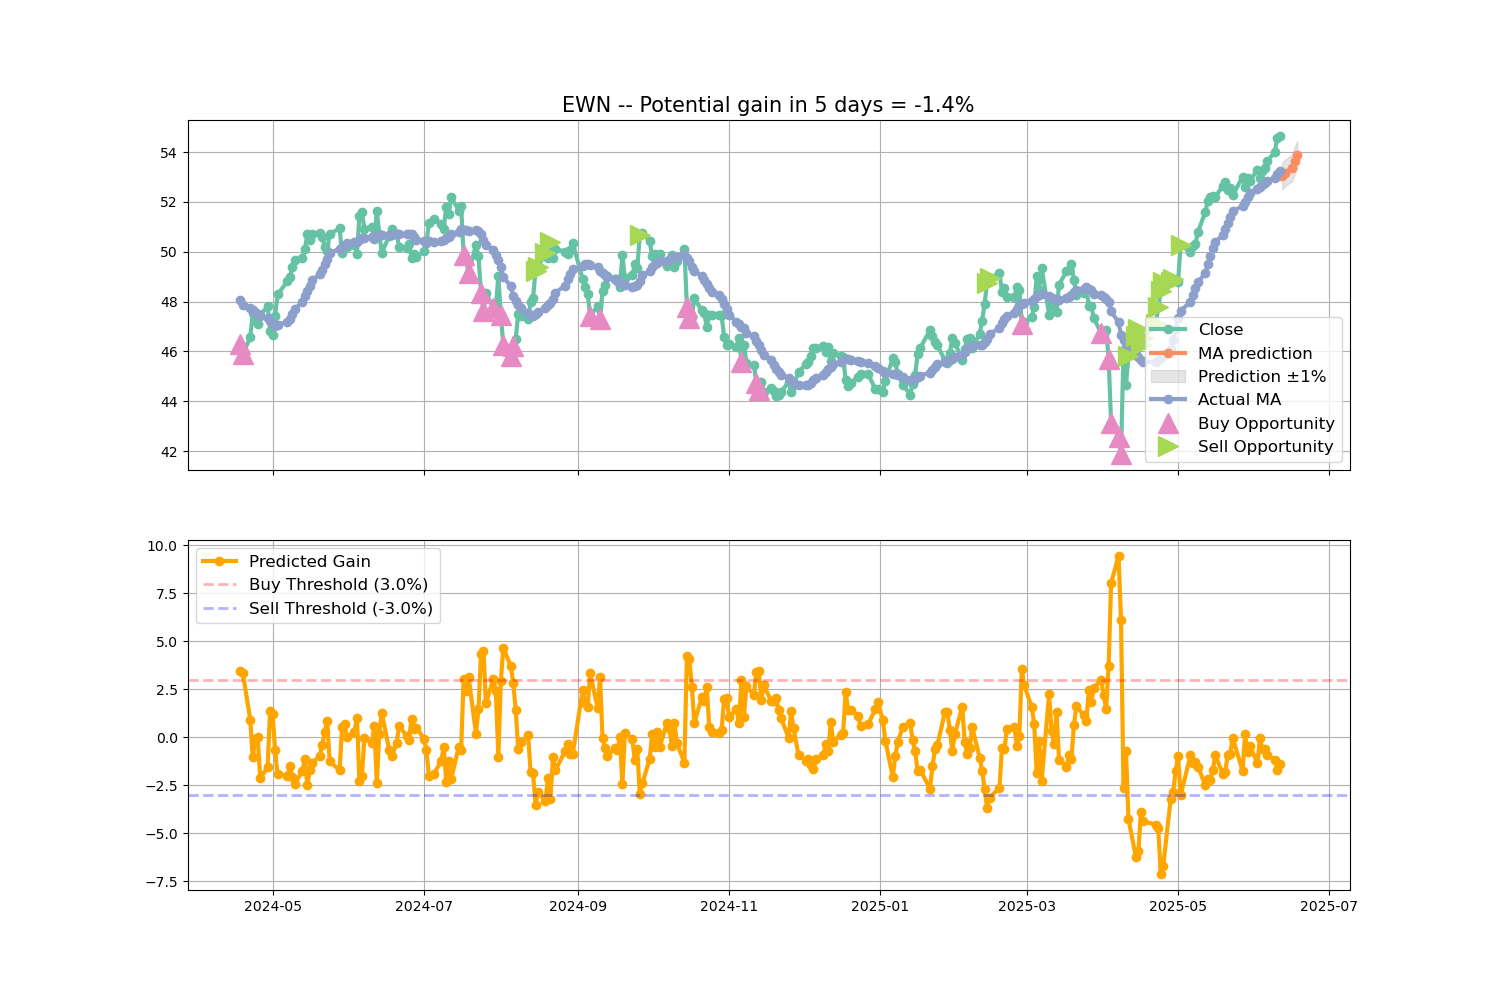 EWN -- Potential gain in 5 days = -1.4%
54
52
50
48
46
44
42
Close
MA prediction
Prediction ±1%
Actual MA
Buy Opportunity
Sell Opportunity
10.0
7.5
5.0
2.5
0.0
−2.5
−5.0
−7.5
Predicted Gain
Buy Threshold (3.0%)
Sell Threshold (-3.0%)
2024-05 2024-07 2024-09 2024-11 2025-01 2025-03 2025-05 2025-07